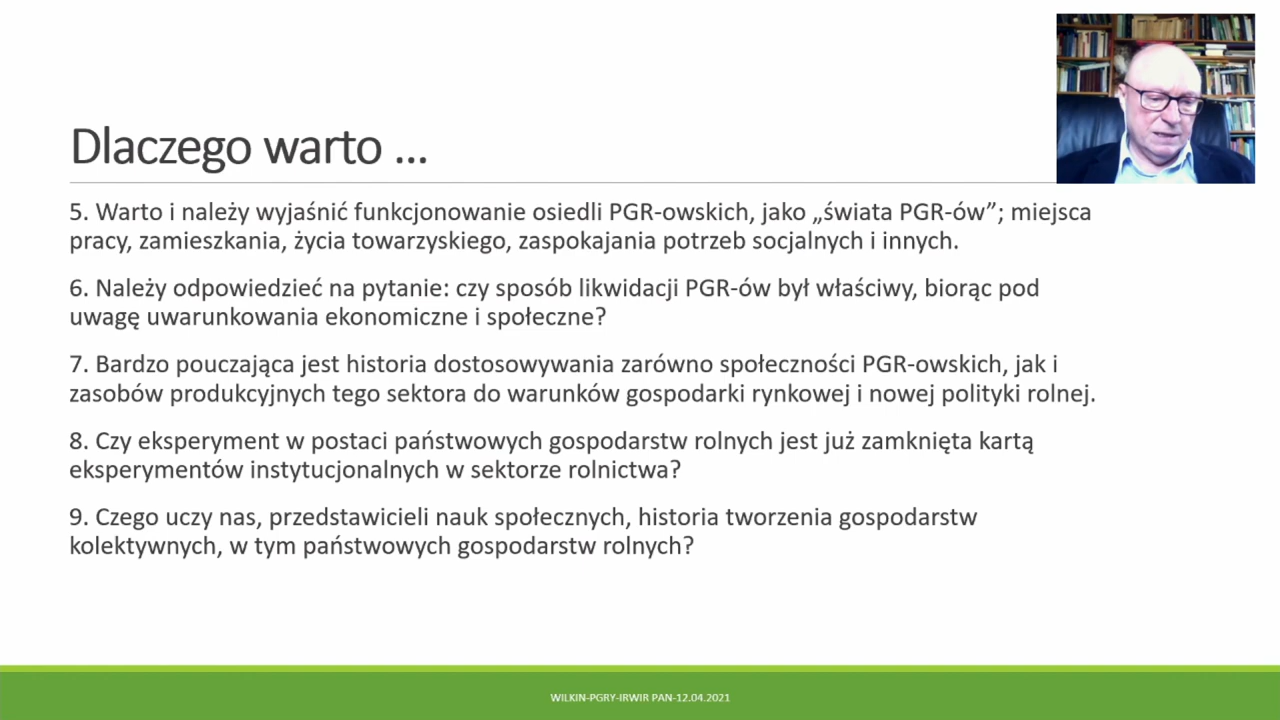 Dlaczego warto ...
5. Warto i należy wyjaśnić funkcjonowanie osiedli PGR-owskich, jako „świata PGR-ów”; miejsca
pracy, zamieszkania, życia towarzyskiego, zaspokajania potrzeb socjalnych i innych.
6. Należy odpowiedzieć na pytanie: czy sposób likwidacji PGR-ów był właściwy, biorąc pod
uwagę uwarunkowania ekonomiczne i społeczne?
7. Bardzo pouczająca jest historia dostosowywania zarówno społeczności PGR-owskich, jak i
zasobów produkcyjnych tego sektora do warunków gospodarki rynkowej i nowej polityki rolnej.
8. Czy eksperyment w postaci państwowych gospodarstw rolnych jest już zamknięta kartą
eksperymentów instytucjonalnych w sektorze rolnictwa?
9. Czego uczy nas, przedstawicieli nauk społecznych, historia tworzenia gospodarstw
kolektywnych, w tym państwowych gospodarstw rolnych?
WILKIN-PGRY-IRWIR PAN-12.04.2021